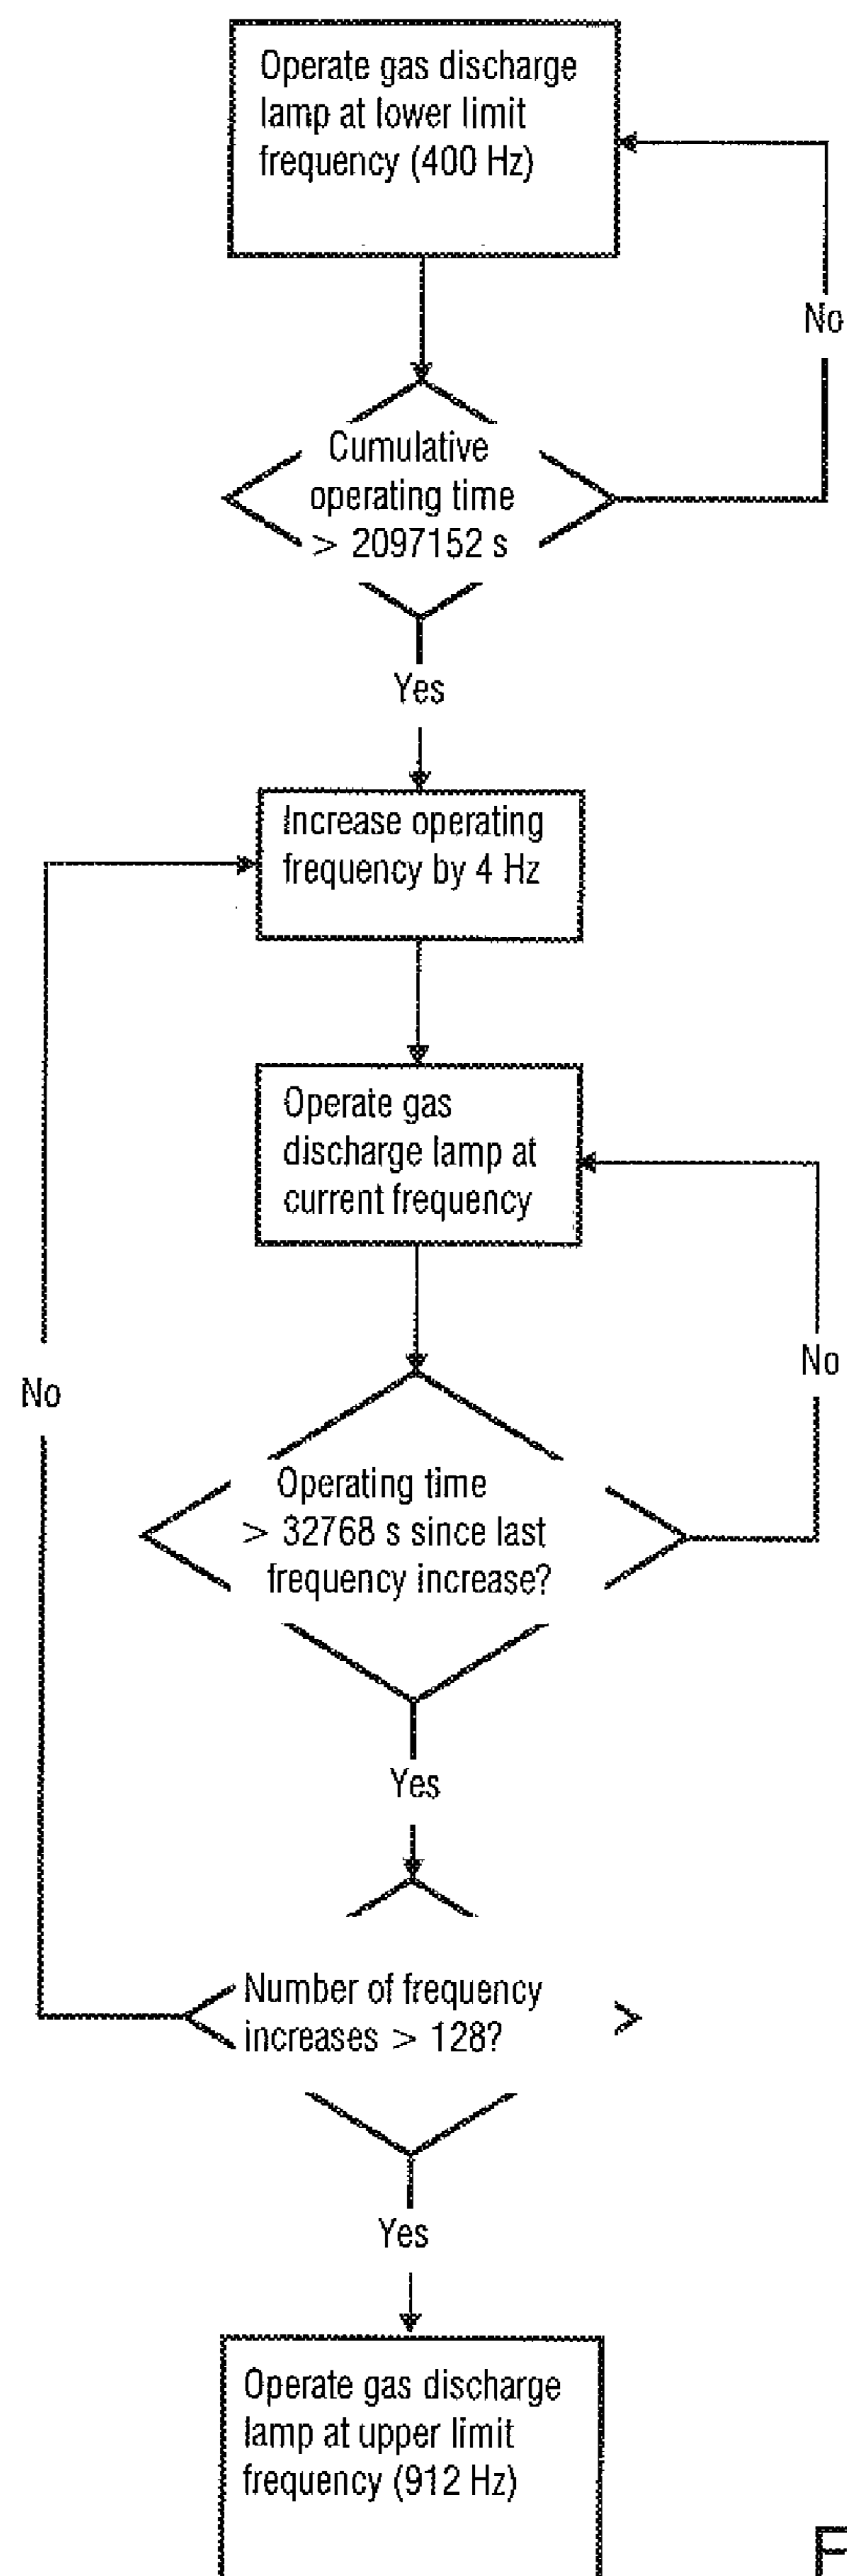 Operate gas discharge
lamp at lower limit
frequency (400 Hz)
No
Cumulative
operating time
> 2097152 s
Yes
Increase operating
frequency by 4 Hz
Operate gas
discharge lamp at
current frequency
No
No
Operating time
> 32768 s since last
frequency increase?
Yes
Number of frequency
increases > 128?
Yes
Operate gas discharge
lamp at upper limit
frequency (912 Hz)